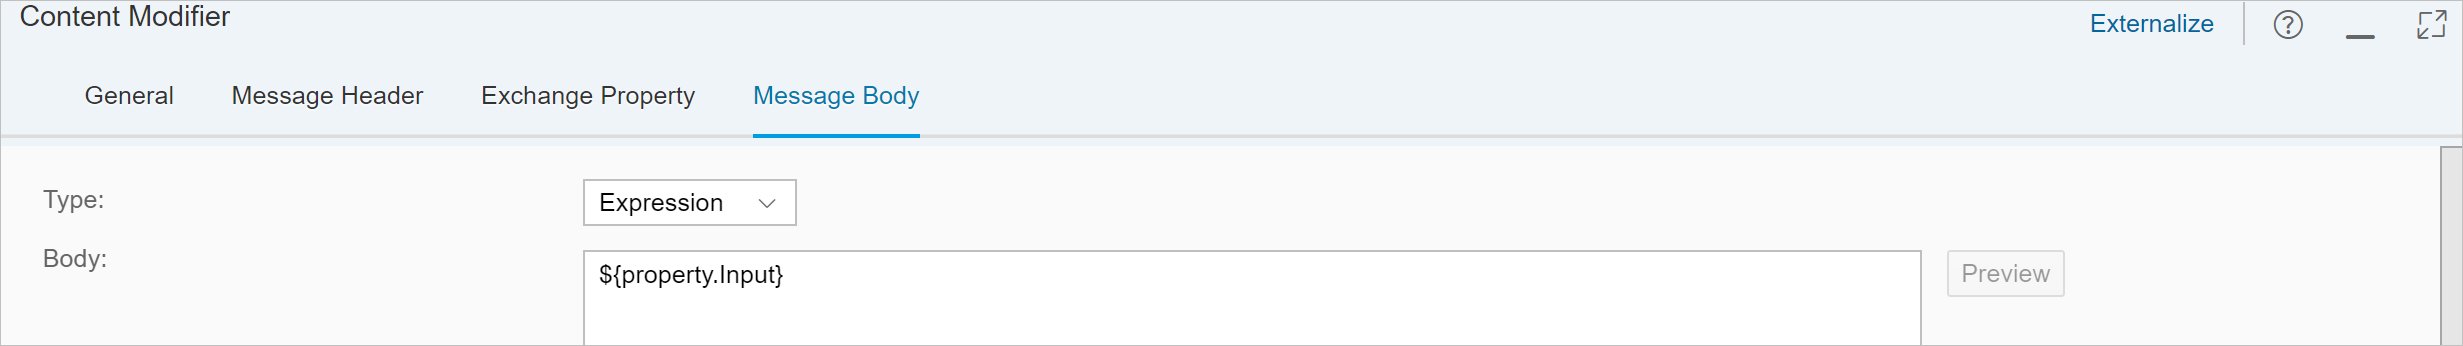 Content Modifier
Externalize
General Message Header Exchange Property Message Body
Type:
Expression
Body:
${property.Input}
Preview